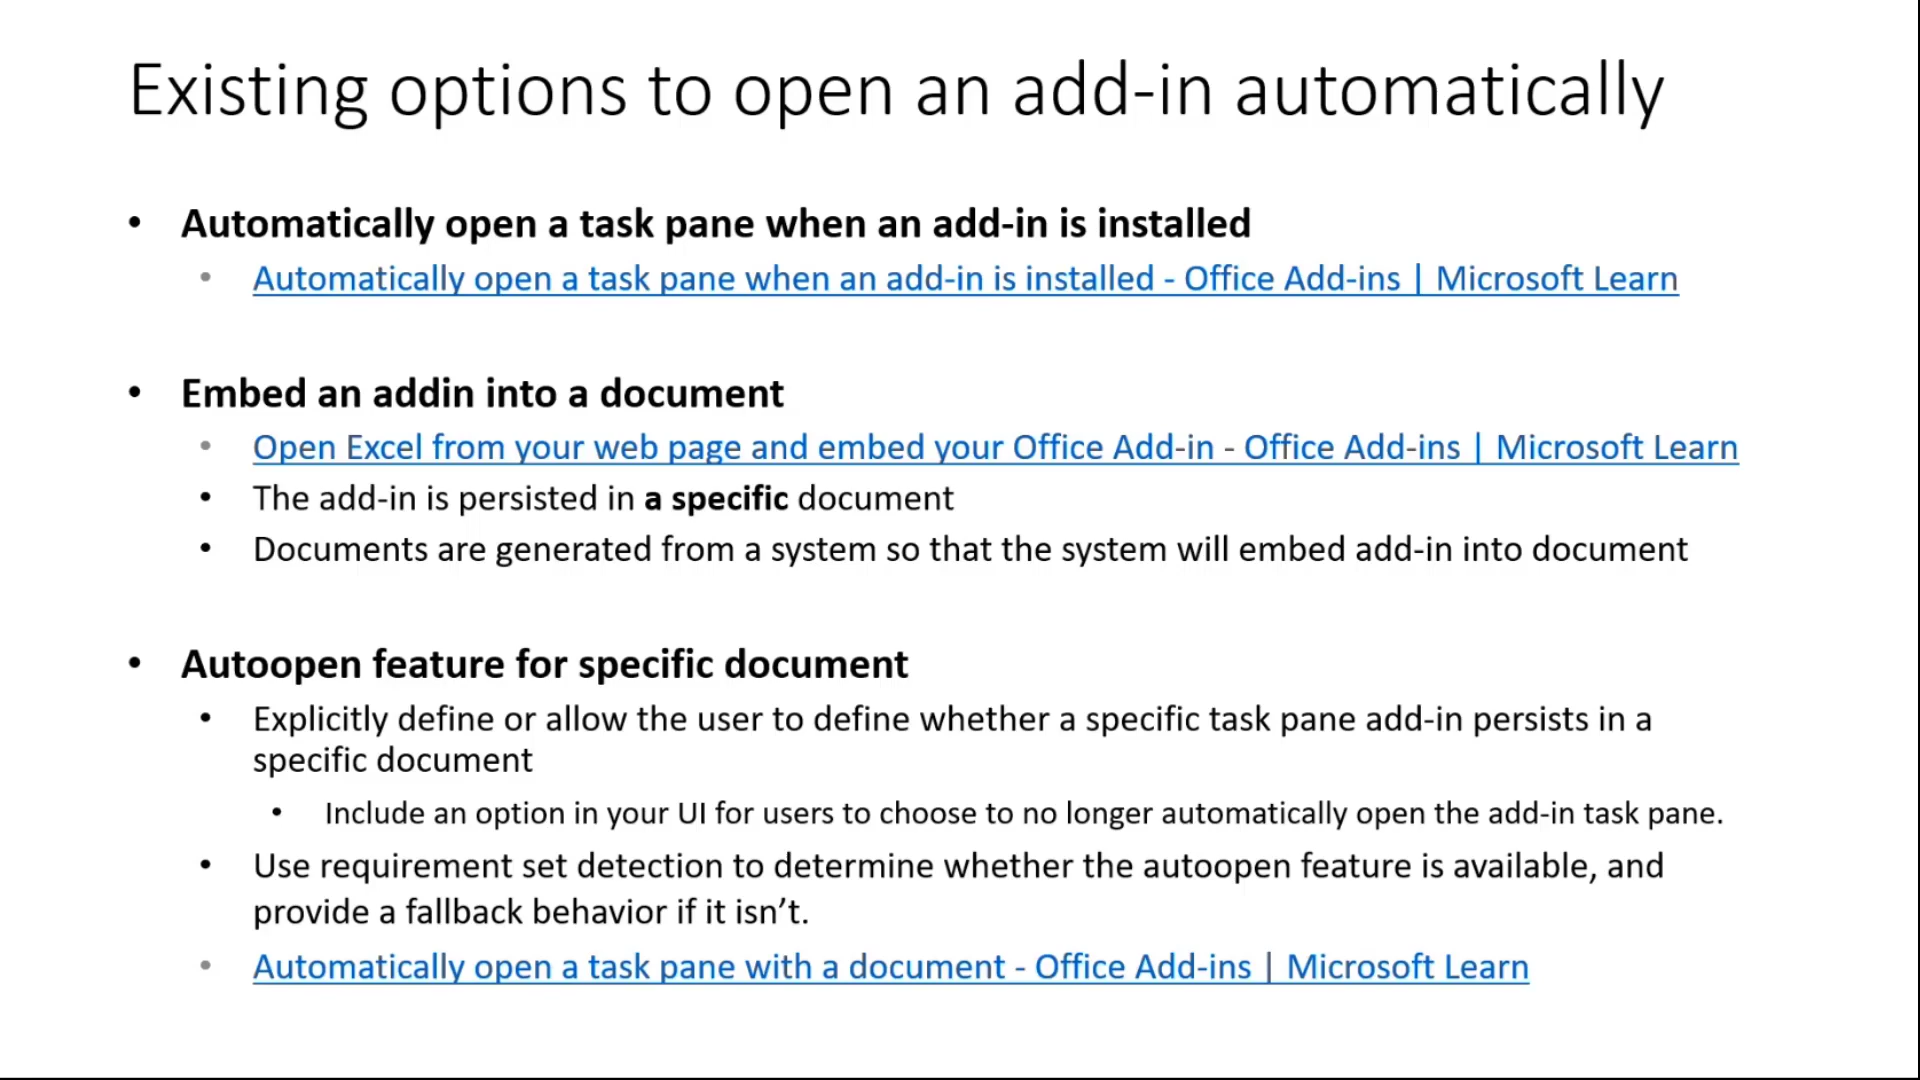 Existing options to open an add-in automatically
• Automatically open a task pane when an add-in is installed
• Automatically open a task pane when an add-in is installed - Office Add-ins | Microsoft Learn
• Embed an addin into a document
• Open Excel from your web page and embed your Office Add-in - Office Add-ins | Microsoft Learn
• The add-in is persisted in a specific document
• Documents are generated from a system so that the system will embed add-in into document
• Autoopen feature for specific document
• Explicitly define or allow the user to define whether a specific task pane add-in persists in a
specific document
• Include an option in your UI for users to choose to no longer automatically open the add-in task pane.
• Use requirement set detection to determine whether the autoopen feature is available, and
provide a fallback behavior if it isn’t.
• Automatically open a task pane with a document - Office Add-ins | Microsoft Learn